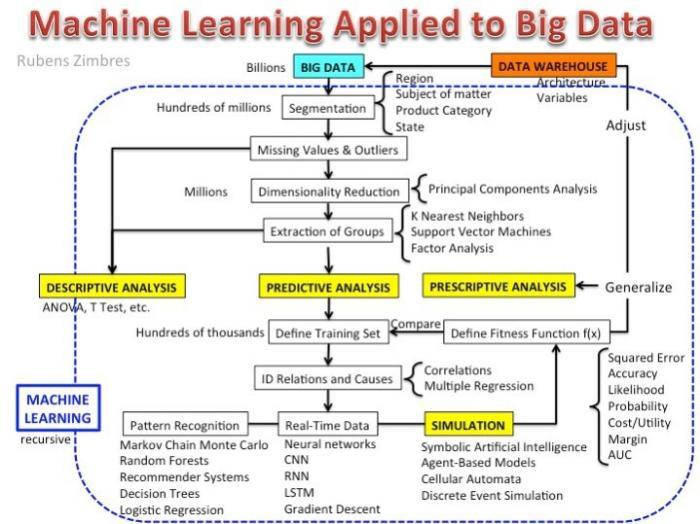 Machine Learning Applied to Big Data
Rubens Zimbres
Billions
BIG DATA
DATA WAREHOUSE
Architecture
Variables
Region
Subject of matter
Product Category
State
Hundreds of millions
Segmentation
Adjust
Missing Values & Outliers
Millions
Dimensionality Reduction
Principal Components Analysis
Extraction of Groups
K Nearest Neighbors
Support Vector Machines
Factor Analysis
DESCRIPTIVE ANALYSIS
ANOVA, T Test, etc.
PREDICTIVE ANALYSIS
PRESCRIPTIVE ANALYSIS
Generalize
Hundreds of thousands
Define Training Set
Compare
Define Fitness Function f(x)
Squared Error
Accuracy
Likelihood
Probability
Cost/Utility
Margin
AUC
ID Relations and Causes
Correlations
Multiple Regression
MACHINE
LEARNING
recursive
Pattern Recognition
Markov Chain Monte Carlo
Random Forests
Recommender Systems
Decision Trees
Logistic Regression
Real-Time Data
Neural networks
CNN
RNN
LSTM
Gradient Descent
SIMULATION
Symbolic Artificial Intelligence
Agent-Based Models
Cellular Automata
Discrete Event Simulation